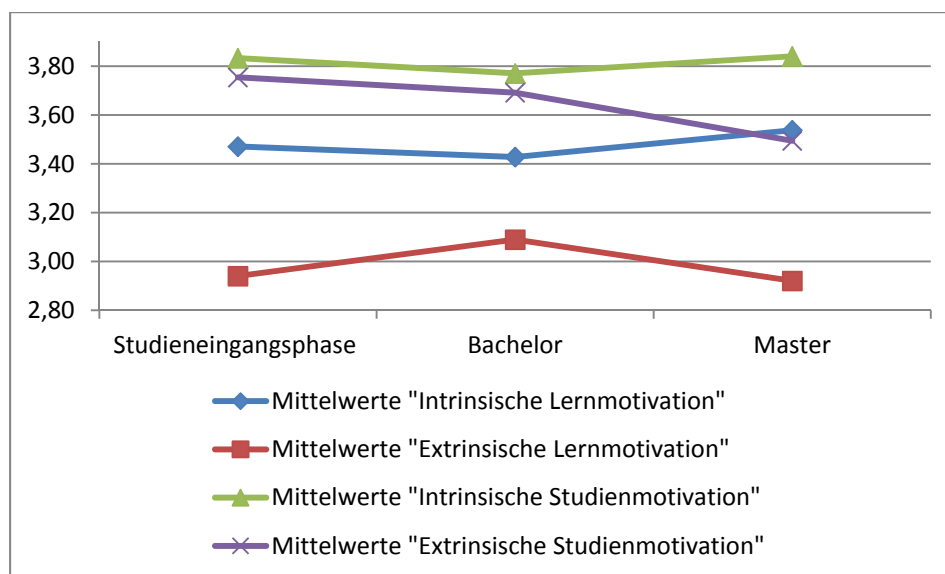 3,80
3,60
3,40
3,20
3,00
2,80
Studieneingangsphase Bachelor Master
Mittelwerte "Intrinsische Lernmotivation"
Mittelwerte "Extrinsische Lernmotivation"
Mittelwerte "Intrinsische Studienmotivation"
Mittelwerte "Extrinsische Studienmotivation"